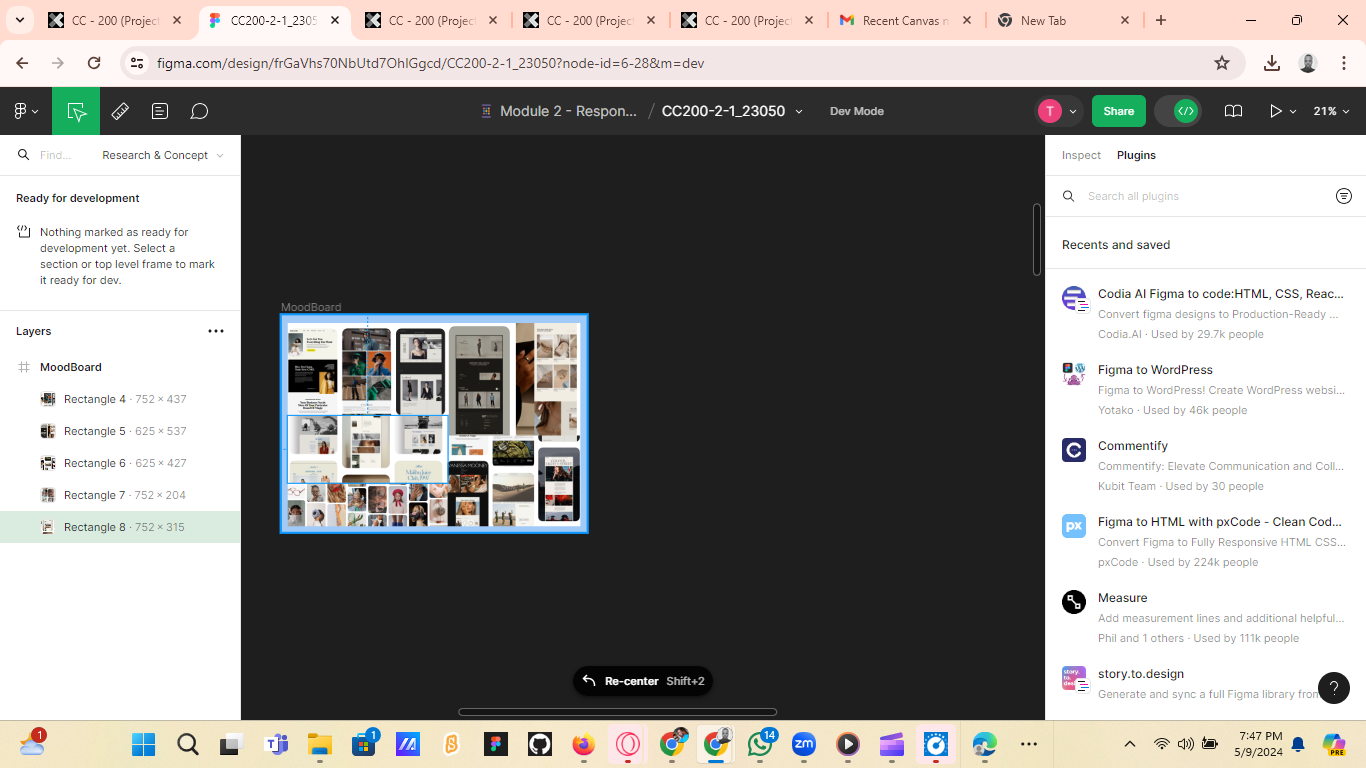 CC - 200 (Project
CC200-2-1_2305
CC - 200 (Project
CC - 200 (Project
CC - 200 (Project
Recent Canvas n
New Tab
figma.com/design/frGaVhs70NbUtd7OhIGgcd/CC200-2-1_23050?node-id=6-28&m=dev
Module 2 - Respon... / CC200-2-1_23050
Dev Mode
T
Share
21%
Find...
Research & Concept
Ready for development
Nothing marked as ready for
development yet. Select a
section or top level frame to mark
it ready for dev.
Layers
MoodBoard
Rectangle 4 · 752 × 437
Rectangle 5 · 625 × 537
Rectangle 6 · 625 × 427
Rectangle 7 · 752 × 204
Rectangle 8 · 752 × 315
MoodBoard
VANESSA MOONEY
Re-center Shift+2
Inspect
Plugins
Search all plugins
Recents and saved
Codia AI Figma to code:HTML, CSS, Reac...
Convert figma designs to Production-Ready ...
Codia.AI · Used by 29.7k people
Figma to WordPress
Figma to WordPress! Create WordPress websi...
Yotako · Used by 46k people
Commentify
Commentify: Elevate Communication and Coll...
Kubit Team · Used by 30 people
px
Figma to HTML with pxCode - Clean Cod...
Convert Figma to Fully Responsive HTML CSS...
pxCode · Used by 224k people
Measure
Add measurement lines and additional helpful...
Phil and 1 others · Used by 111k people
story.to.design
Generate and sync a full Figma library from
?
1
1
14
zm
7:47 PM
5/9/2024
PRE